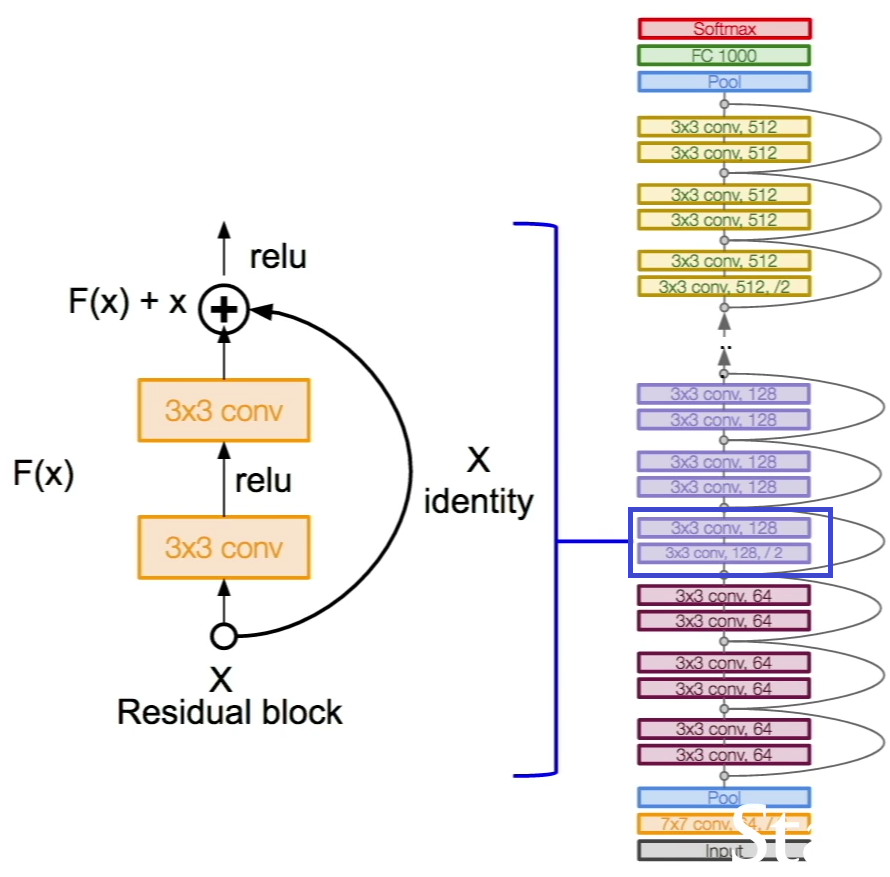 relu
F(x) + x
3x3 conv
F(x)
relu
X
identity
3x3 conv
X
Residual block
Softmax
FC 1000
Pool
3x3 conv, 512
3x3 conv, 512
3x3 conv, 512
3x3 conv, 512
3x3 conv, 512
3x3 conv, 512, /2
..
3x3 conv, 128
3x3 conv, 128
3x3 conv, 128
3x3 conv, 128
3x3 conv, 128
3x3 conv, 128, / 2
3x3 conv, 64
3x3 conv, 64
3x3 conv, 64
3x3 conv, 64
3x3 conv, 64
3x3 conv, 64
Pool
7x7 conv,
Input